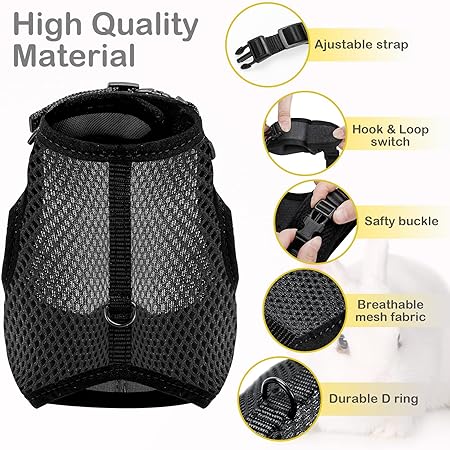 High Quality
Material
Ajustable strap
Hook & Loop
switch
Safty buckle
Breathable
mesh fabric
Durable D ring